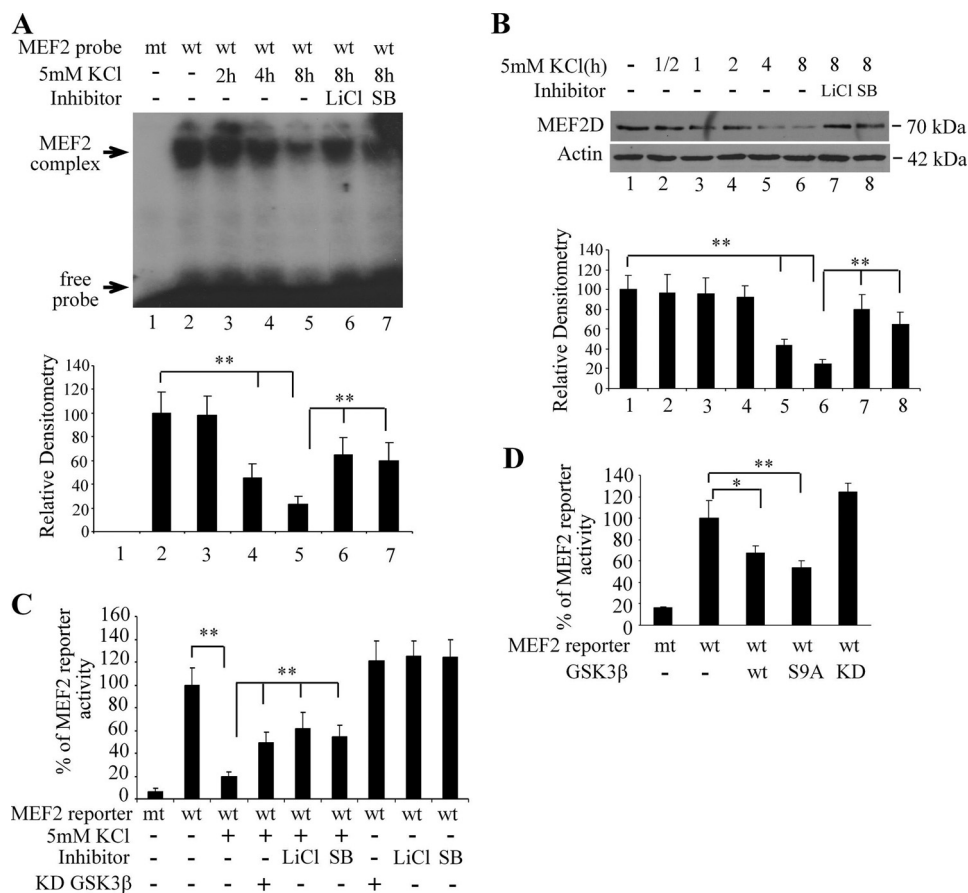 A
MEF2 probe mt wt wt wt wt wt wt
5mM KCl - - 2h 4h 8h 8h 8h
Inhibitor - - - - - LiCl SB
MEF2 complex
free probe
1 2 3 4 5 6 7
Relative Densitometry
140
120
100
80
60
40
20
0
**
**
1 2 3 4 5 6 7
B
5mM KCl(h) - 1/2 1 2 4 8 8 8
Inhibitor - - - - - - LiCl SB
MEF2D - 70 kDa
Actin - 42 kDa
1 2 3 4 5 6 7 8
Relative Densitometry
140
120
100
80
60
40
20
0
**
**
1 2 3 4 5 6 7 8
C
% of MEF2 reporter activity
160
140
120
100
80
60
40
20
0
**
**
MEF2 reporter mt wt wt wt wt wt wt wt wt
5mM KCl - - + + + + - - -
Inhibitor - - - - LiCl SB - LiCl SB
KD GSK3β - - - + - - + - -
D
% of MEF2 reporter activity
140
120
100
80
60
40
20
0
*
**
MEF2 reporter mt wt wt wt wt
GSK3β - - wt S9A KD